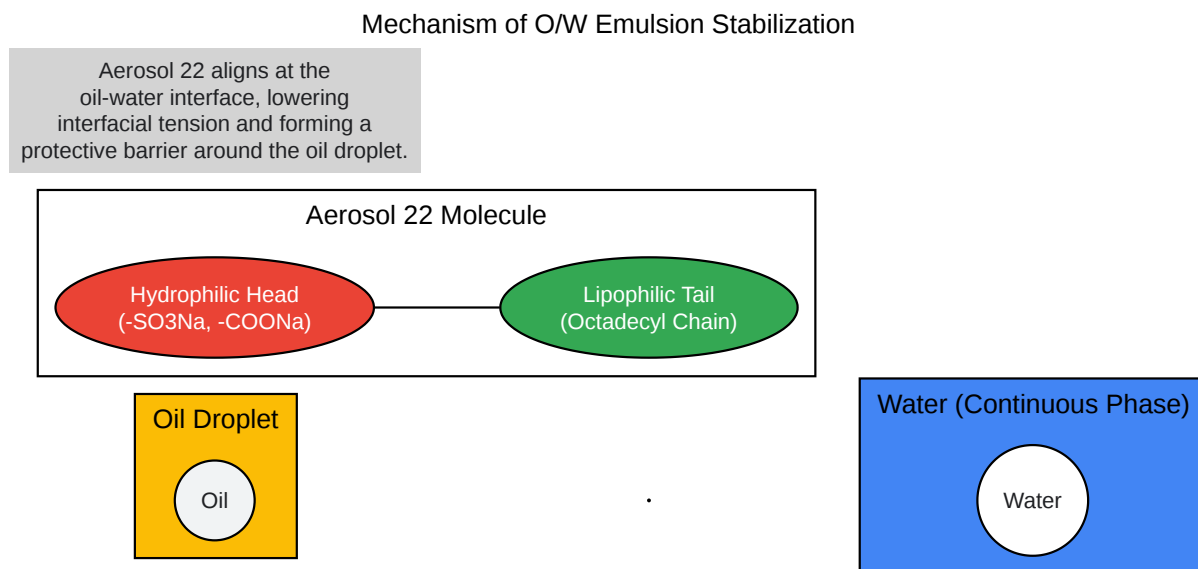 Mechanism of O/W Emulsion Stabilization
Aerosol 22 aligns at the
oil-water interface, lowering
interfacial tension and forming a
protective barrier around the oil droplet.
Aerosol 22 Molecule
Hydrophilic Head
(-SO3Na, -COONa)
Lipophilic Tail
(Octadecyl Chain)
Oil Droplet
Oil
Water (Continuous Phase)
Water